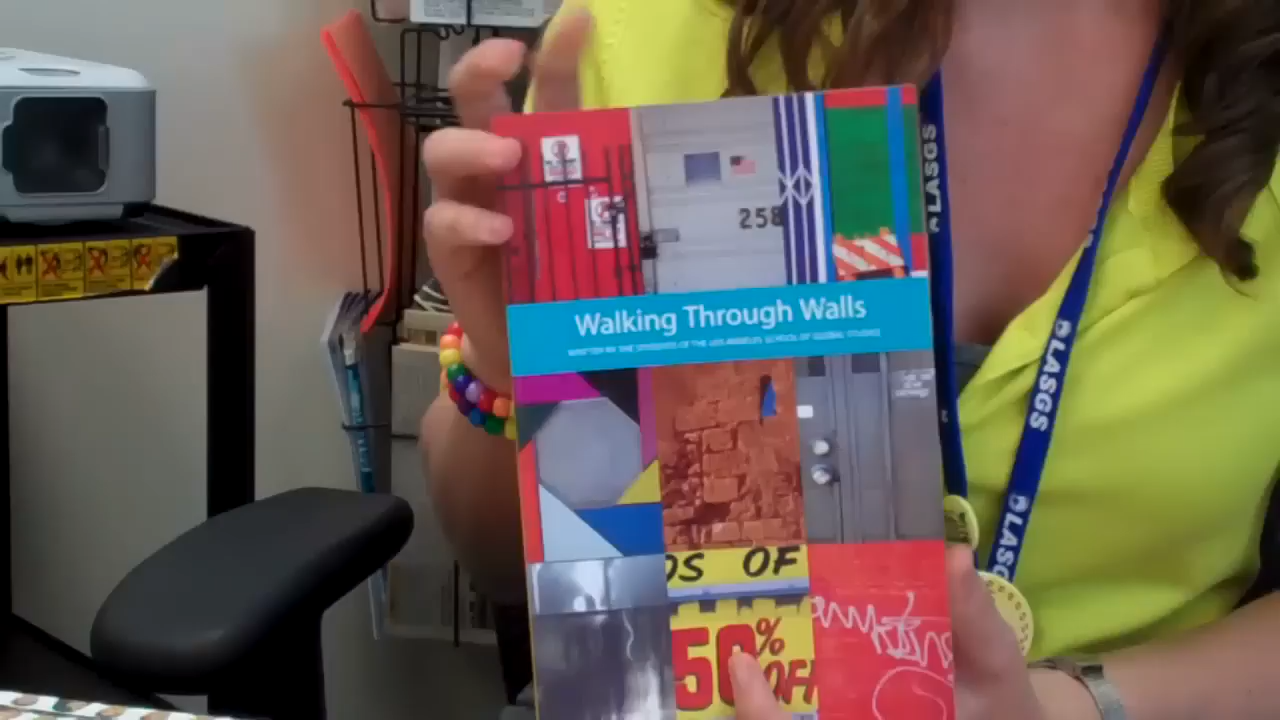 258
Walking Through Walls
WRITTEN BY THE STUDENTS OF THE LOS ANGELES SCHOOL OF GLOBAL STUDIES
OF
50% OFF
LASGS
LASGS
LASG